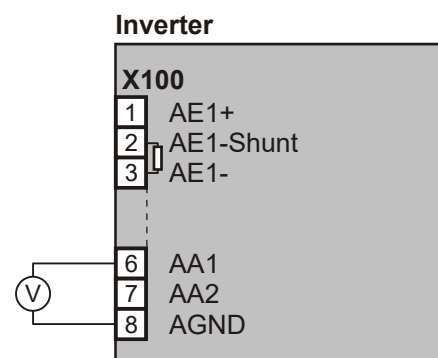 Inverter
X100
1 AE1+
2 AE1-Shunt
3 AE1-
6 AA1
V
7 AA2
8 AGND